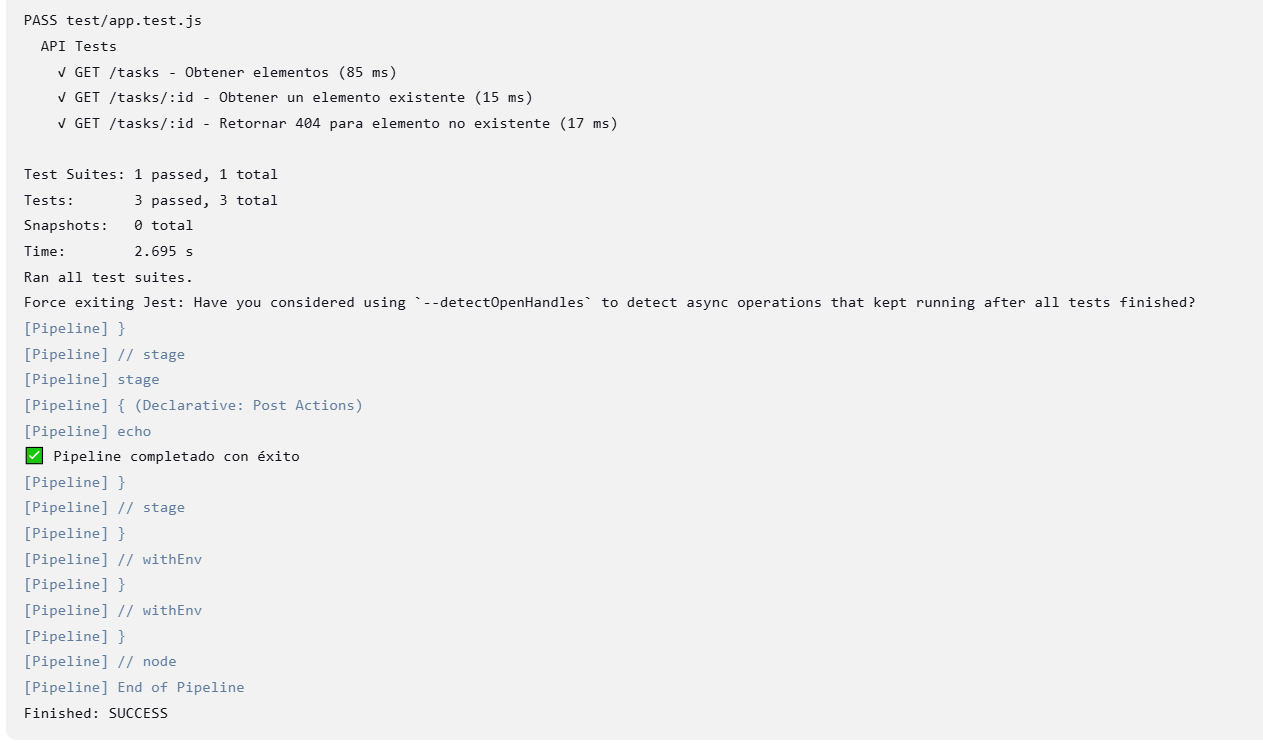 PASS test/app.test.js
  API Tests
    √ GET /tasks - Obtener elementos (85 ms)
    √ GET /tasks/:id - Obtener un elemento existente (15 ms)
    √ GET /tasks/:id - Retornar 404 para elemento no existente (17 ms)

Test Suites: 1 passed, 1 total
Tests:       3 passed, 3 total
Snapshots:   0 total
Time:        2.695 s
Ran all test suites.
Force exiting Jest: Have you considered using `--detectOpenHandles` to detect async operations that kept running after all tests finished?
[Pipeline] }
[Pipeline] // stage
[Pipeline] stage
[Pipeline] { (Declarative: Post Actions)
[Pipeline] echo
✅ Pipeline completado con éxito
[Pipeline] }
[Pipeline] // stage
[Pipeline] }
[Pipeline] // withEnv
[Pipeline] }
[Pipeline] // withEnv
[Pipeline] }
[Pipeline] // node
[Pipeline] End of Pipeline
Finished: SUCCESS